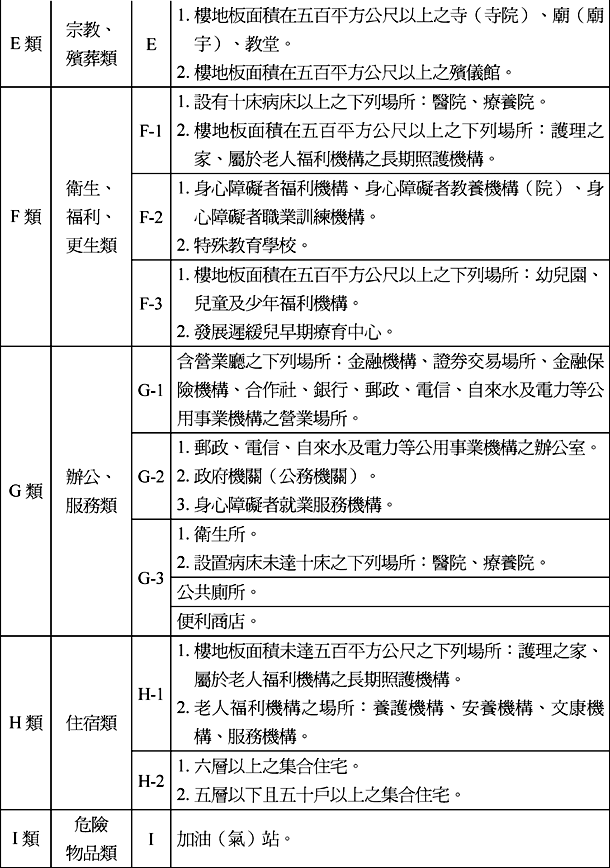 E 類
宗教、
殯葬類
E
1. 樓地板面積在五百平方公尺以上之寺（寺院）、廟（廟
宇）、教堂。
2. 樓地板面積在五百平方公尺以上之殯儀館。
F 類
衛生、
福利、
更生類
F-1
1. 設有十床病床以上之下列場所：醫院、療養院。
2. 樓地板面積在五百平方公尺以上之下列場所：護理之
家、屬於老人福利機構之長期照護機構。
F-2
1. 身心障礙者福利機構、身心障礙者教養機構（院）、身
心障礙者職業訓練機構。
2. 特殊教育學校。
F-3
1. 樓地板面積在五百平方公尺以上之下列場所：幼兒園、
兒童及少年福利機構。
2. 發展遲緩兒早期療育中心。
G 類
辦公、
服務類
G-1
含營業廳之下列場所：金融機構、證券交易場所、金融保
險機構、合作社、銀行、郵政、電信、自來水及電力等公
用事業機構之營業場所。
G-2
1. 郵政、電信、自來水及電力等公用事業機構之辦公室。
2. 政府機關（公務機關）。
3. 身心障礙者就業服務機構。
G-3
1. 衛生所。
2. 設置病床未達十床之下列場所：醫院、療養院。
公共廁所。
便利商店。
H 類
住宿類
H-1
1. 樓地板面積未達五百平方公尺之下列場所：護理之家、
屬於老人福利機構之長期照護機構。
2. 老人福利機構之場所：養護機構、安養機構、文康機
構、服務機構。
H-2
1. 六層以上之集合住宅。
2. 五層以下且五十戶以上之集合住宅。
I 類
危險
物品類
I
加油（氣）站。